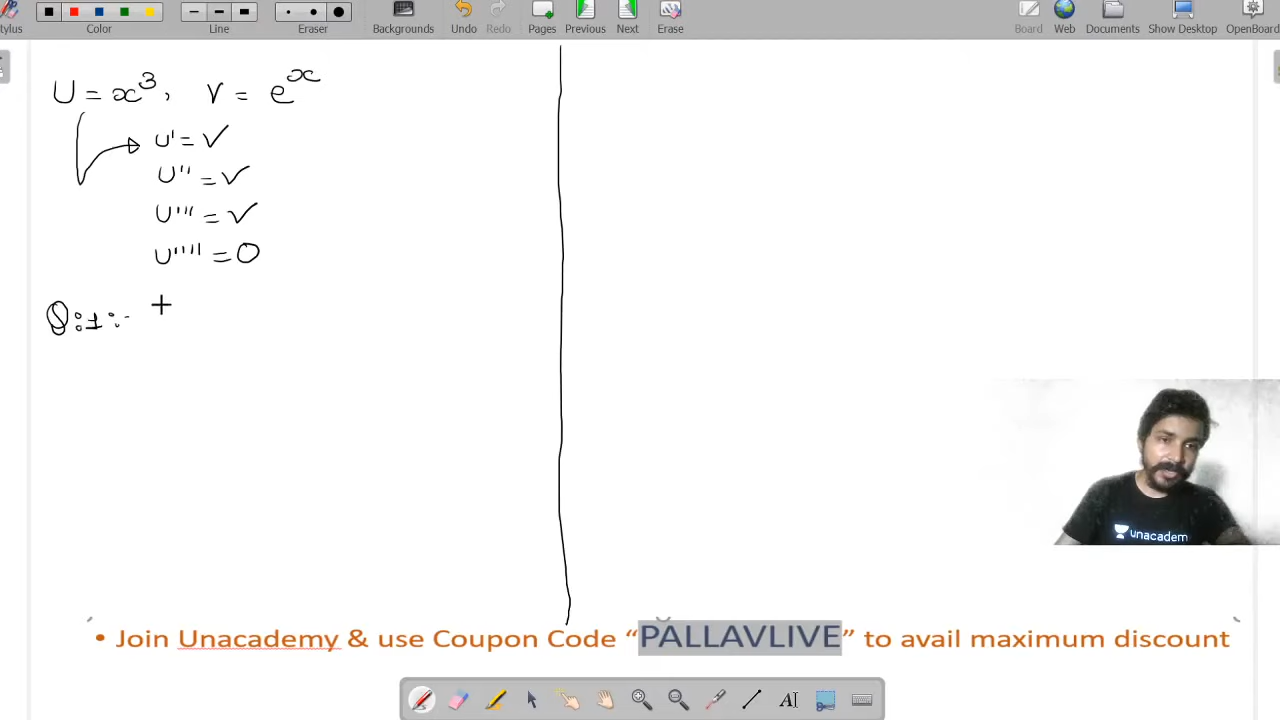 Stylus Color Line Eraser Backgrounds Undo Redo Pages Previous Next Erase Board Web Documents Show Desktop OpenBoard
U = x³, V = eˣ
U' = ✓
U'' = ✓
U''' = ✓
U'''' = 0
Q:1:- +
unacadem
• Join Unacademy & use Coupon Code “PALLAVLIVE” to avail maximum discount